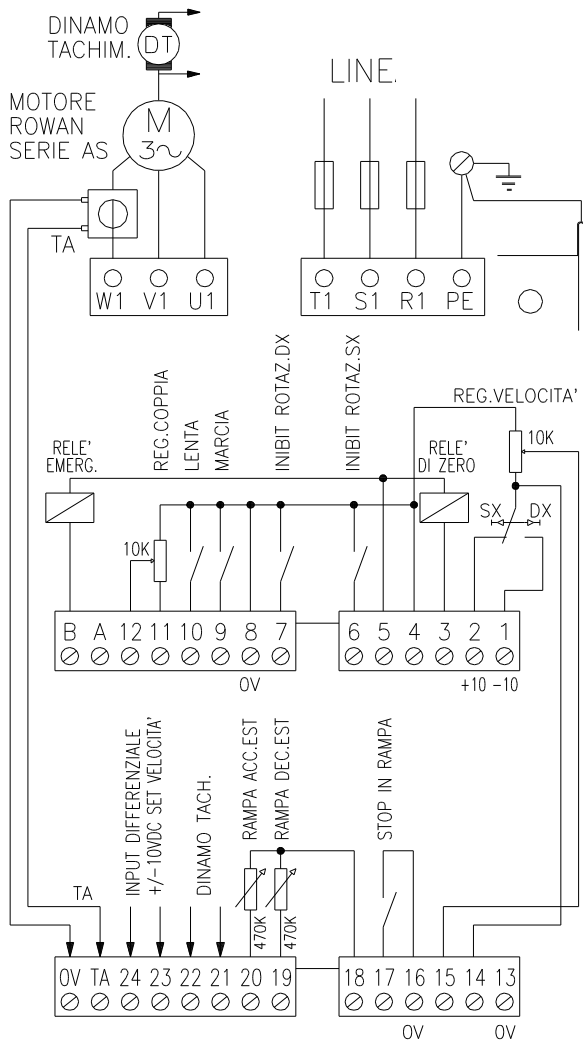 DINAMO
TACHIM.
DT
MOTORE
ROWAN
SERIE AS
M
3~
TA
W1 V1 U1
LINE.
T1 S1 R1 PE
REG.COPPIA
LENTA
MARCIA
INIBIT ROTAZ.DX
INIBIT ROTAZ.SX
REG.VELOCITA'
10K
RELE'
EMERG.
RELE'
DI ZERO
SX DX
10K
B A 12 11 10 9 8 7
6 5 4 3 2 1
0V
+10 -10
INPUT DIFFERENZIALE
+/-10VDC SET VELOCITA'
DINAMO TACH.
RAMPA ACC.EST
RAMPA DEC.EST
STOP IN RAMPA
TA
470K
470K
0V TA 24 23 22 21 20 19
18 17 16 15 14 13
0V
0V